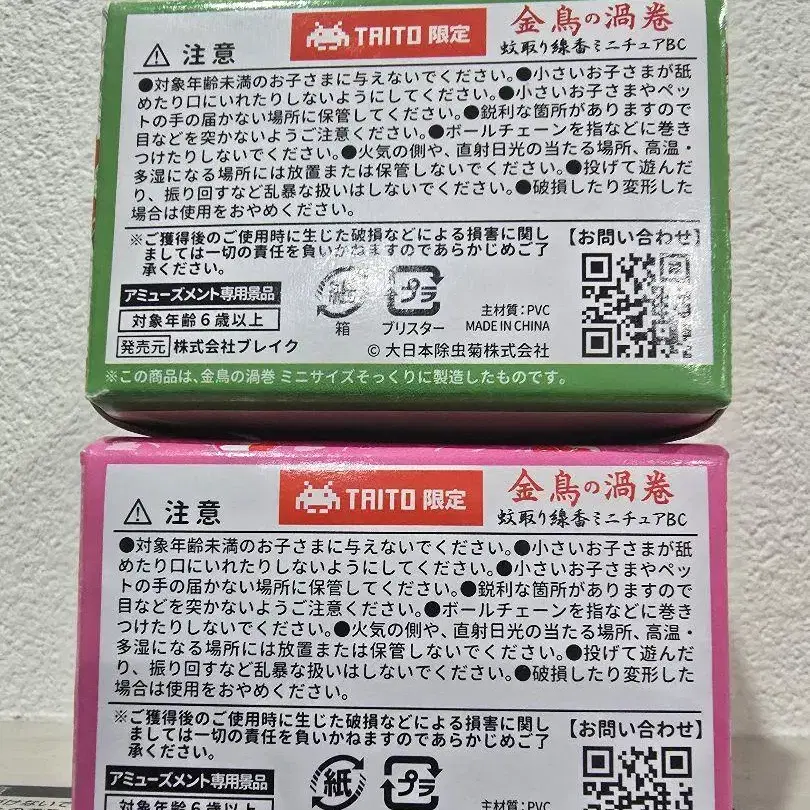 TAITO 限定
金鳥の渦巻
蚊取り線香ミニチュアBC
⚠ 注意
●対象年齢未満のお子さまに与えないでください。●小さいお子さまが舐
めたり口にいれたりしないようにしてください。●小さいお子さまやペッ
トの手の届かない場所に保管してください。●鋭利な箇所がありますので
目などを突かないようご注意ください。●ボールチェーンを指などに巻き
つけたりしないでください。●火気の側や、直射日光の当たる場所、高温・
多湿になる場所には放置または保管しないでください。●投げて遊んだ
り、振り回すなど乱暴な扱いはしないでください。●破損したり変形した
場合は使用をおやめください。
※ご獲得後のご使用時に生じた破損などによる損害に関し
ましては一切の責任を負いかねますのであらかじめご了
承ください。
【お問い合わせ】
アミューズメント専用景品
対象年齢6歳以上
発売元 株式会社ブレイク
紙
箱
プラ
ブリスター
主材質:PVC
MADE IN CHINA
© 大日本除虫菊株式会社
※この商品は、金鳥の渦巻 ミニサイズそっくりに製造したものです。
TAITO 限定
金鳥の渦巻
蚊取り線香ミニチュアBC
⚠ 注意
●対象年齢未満のお子さまに与えないでください。●小さいお子さまが舐
めたり口にいれたりしないようにしてください。●小さいお子さまやペッ
トの手の届かない場所に保管してください。●鋭利な箇所がありますので
目などを突かないようご注意ください。●ボールチェーンを指などに巻き
つけたりしないでください。●火気の側や、直射日光の当たる場所、高温・
多湿になる場所には放置または保管しないでください。●投げて遊んだ
り、振り回すなど乱暴な扱いはしないでください。●破損したり変形した
場合は使用をおやめください。
※ご獲得後のご使用時に生じた破損などによる損害に関し
ましては一切の責任を負いかねますのであらかじめご了
承ください。
【お問い合わせ】
アミューズメント専用景品
対象年齢6歳以上
紙
プラ
主材質:PVC